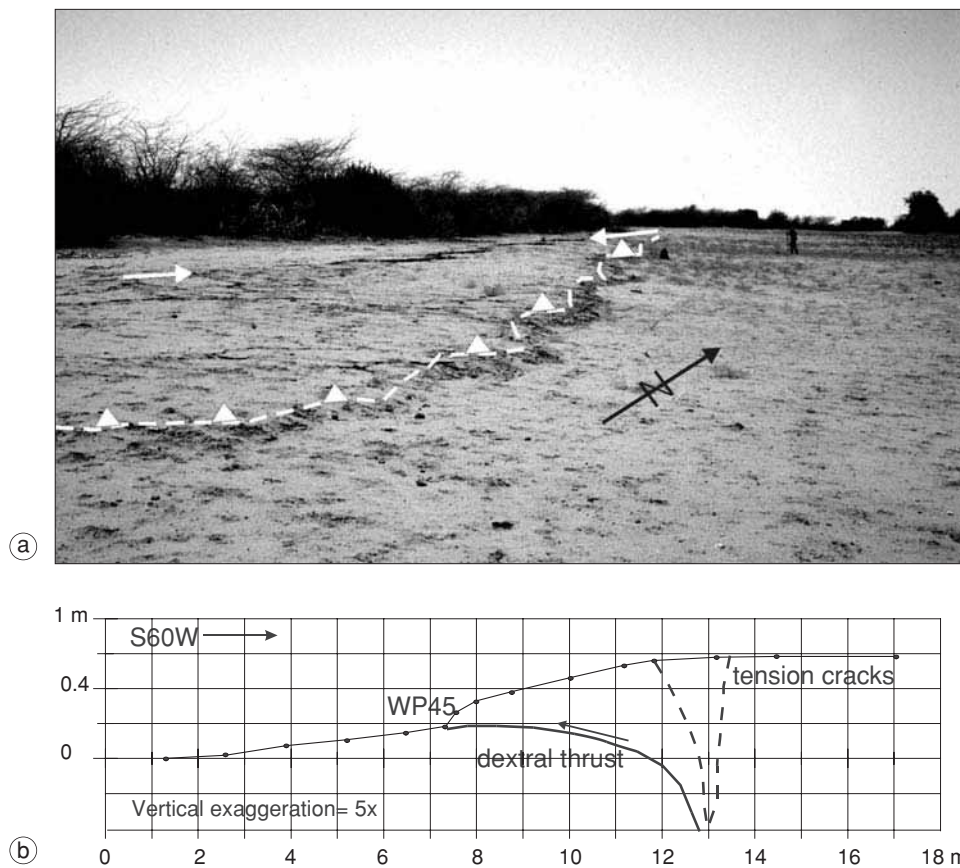 a
N
1 m
S60W
tension cracks
0.4
WP45
dextral thrust
0
Vertical exaggeration= 5x
b
0 2 4 6 8 10 12 14 16 18 m